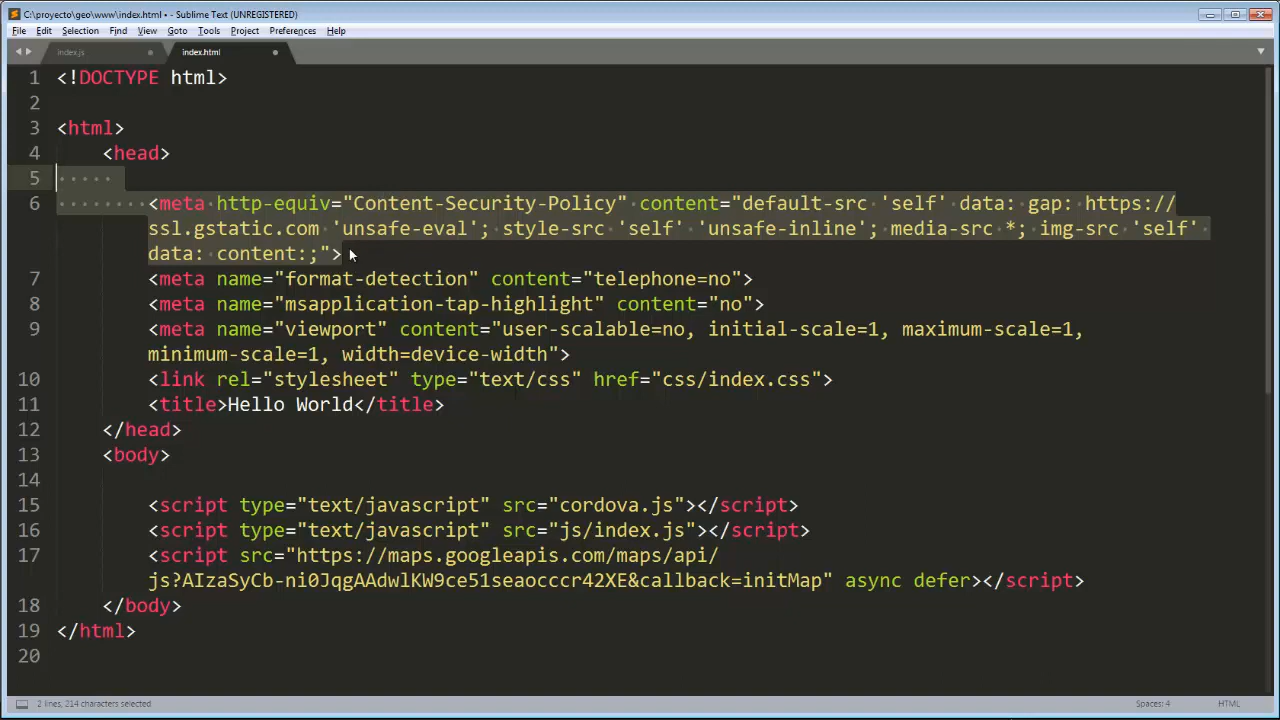 C:\proyecto\geo\www\index.html • - Sublime Text (UNREGISTERED)
File Edit Selection Find View Goto Tools Project Preferences Help
index.js index.html
1 <!DOCTYPE html>
2
3 <html>
4 <head>
5
6 <meta http-equiv="Content-Security-Policy" content="default-src 'self' data: gap: https://
ssl.gstatic.com 'unsafe-eval'; style-src 'self' 'unsafe-inline'; media-src *; img-src 'self'
data: content:;">
7 <meta name="format-detection" content="telephone=no">
8 <meta name="msapplication-tap-highlight" content="no">
9 <meta name="viewport" content="user-scalable=no, initial-scale=1, maximum-scale=1,
minimum-scale=1, width=device-width">
10 <link rel="stylesheet" type="text/css" href="css/index.css">
11 <title>Hello World</title>
12 </head>
13 <body>
14
15 <script type="text/javascript" src="cordova.js"></script>
16 <script type="text/javascript" src="js/index.js"></script>
17 <script src="https://maps.googleapis.com/maps/api/
js?AIzaSyCb-ni0JqgAAdwlKW9ce51seaocccr42XE&callback=initMap" async defer></script>
18 </body>
19 </html>
20
2 lines, 214 characters selected Spaces: 4 HTML